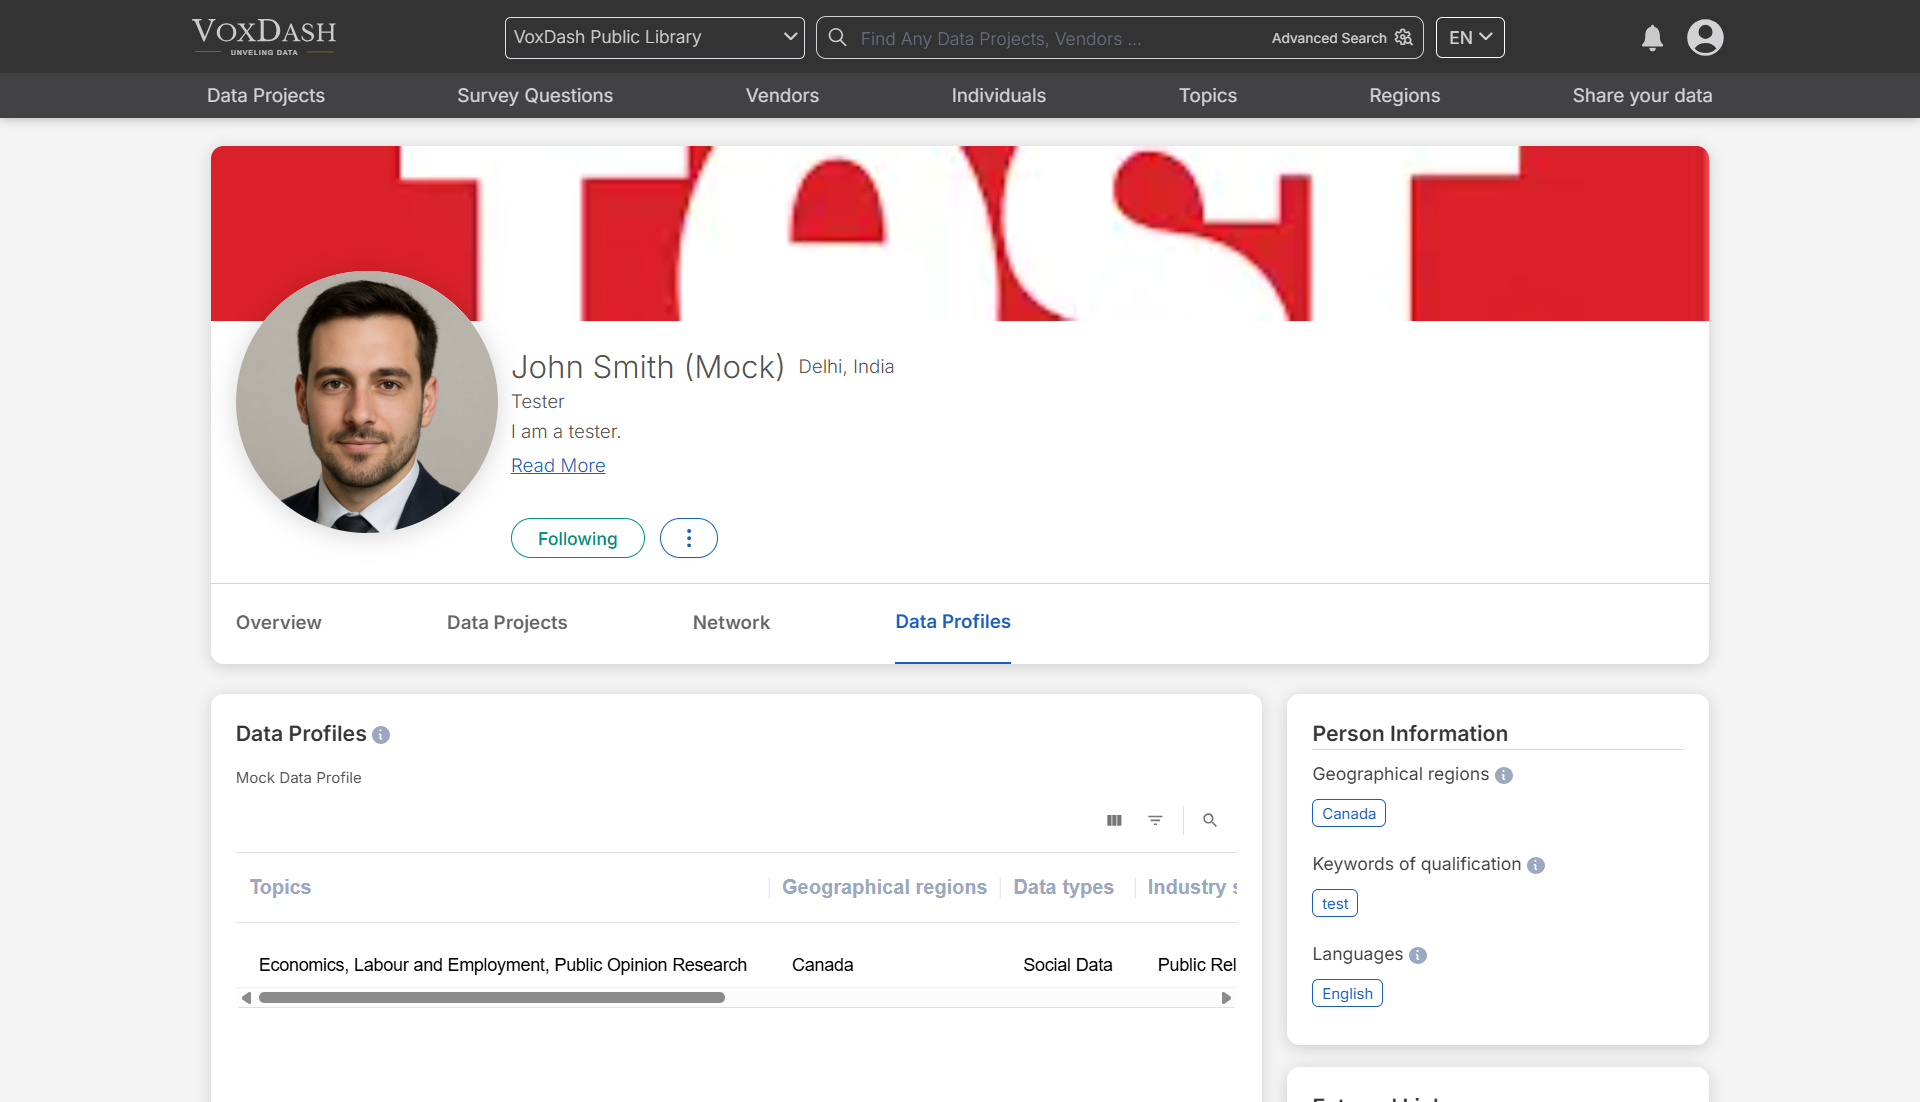 VOXDASH
UNVELING DATA
VoxDash Public Library
Find Any Data Projects, Vendors ...
Advanced Search
EN
Data Projects
Survey Questions
Vendors
Individuals
Topics
Regions
Share your data
Test
John Smith (Mock)
Delhi, India
Tester
I am a tester.
Read More
Following
Overview
Data Projects
Network
Data Profiles
Data Profiles
Mock Data Profile
Topics
Geographical regions
Data types
Industry s
Economics, Labour and Employment, Public Opinion Research
Canada
Social Data
Public Rel
Person Information
Geographical regions
Canada
Keywords of qualification
test
Languages
English